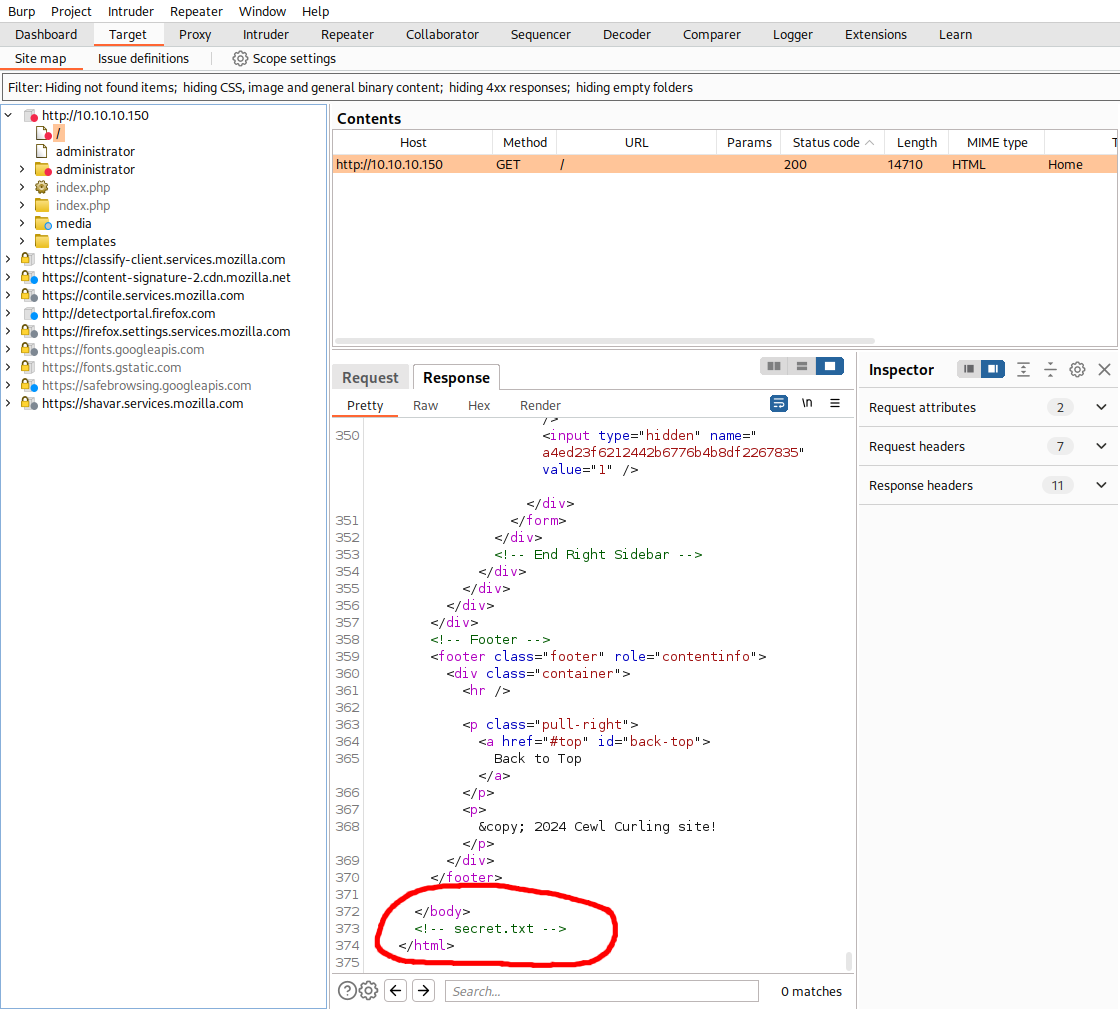 Burp Project Intruder Repeater Window Help
Dashboard Target Proxy Intruder Repeater Collaborator Sequencer Decoder Comparer Logger Extensions Learn
Site map Issue definitions Scope settings
Filter: Hiding not found items; hiding CSS, image and general binary content; hiding 4xx responses; hiding empty folders
http://10.10.10.150
/
administrator
administrator
index.php
index.php
media
templates
https://classify-client.services.mozilla.com
https://content-signature-2.cdn.mozilla.net
https://contile.services.mozilla.com
http://detectportal.firefox.com
https://firefox.settings.services.mozilla.com
https://fonts.googleapis.com
https://fonts.gstatic.com
https://safebrowsing.googleapis.com
https://shavar.services.mozilla.com
Contents
Host Method URL Params Status code Length MIME type T
http://10.10.10.150 GET / 200 14710 HTML Home
Request Response
Pretty Raw Hex Render \n
/>
350 <input type="hidden" name="
a4ed23f6212442b6776b4b8df2267835"
value="1" />
</div>
351 </form>
352 </div>
353 <!-- End Right Sidebar -->
354 </div>
355 </div>
356 </div>
357 </div>
358 <!-- Footer -->
359 <footer class="footer" role="contentinfo">
360 <div class="container">
361 <hr />
362
363 <p class="pull-right">
364 <a href="#top" id="back-top">
365 Back to Top
</a>
366 </p>
367 <p>
368 &copy; 2024 Cewl Curling site!
</p>
369 </div>
370 </footer>
371
372 </body>
373 <!-- secret.txt -->
374 </html>
375
Search... 0 matches
Inspector
Request attributes 2
Request headers 7
Response headers 11